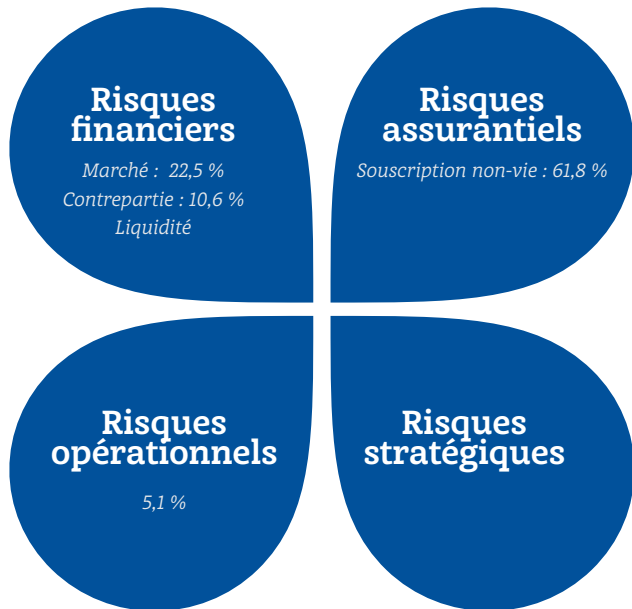 Risques
financiers
Marché : 22,5 %
Contrepartie : 10,6 %
Liquidité
Risques
assurantiels
Souscription non-vie : 61,8 %
Risques
opérationnels
5,1 %
Risques
stratégiques